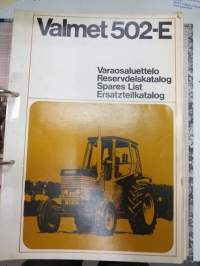 Valmet 502-E
Varaosaluettelo
Reservdelskatalog
Spares List
Ersatzteilkatalog